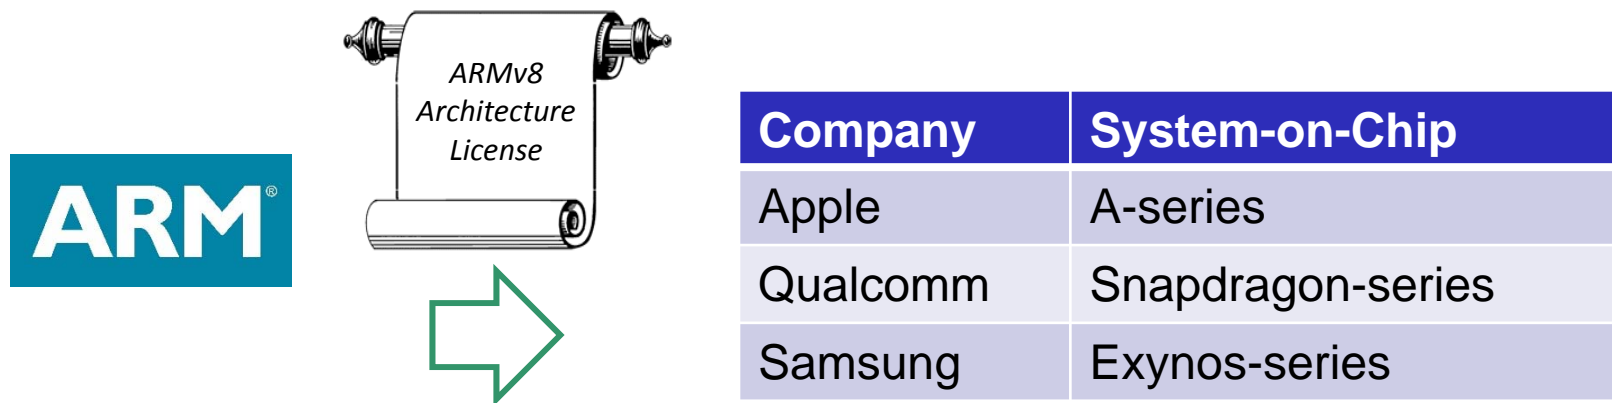 ARM®
ARMv8
Architecture
License
Company System-on-Chip
Apple A-series
Qualcomm Snapdragon-series
Samsung Exynos-series